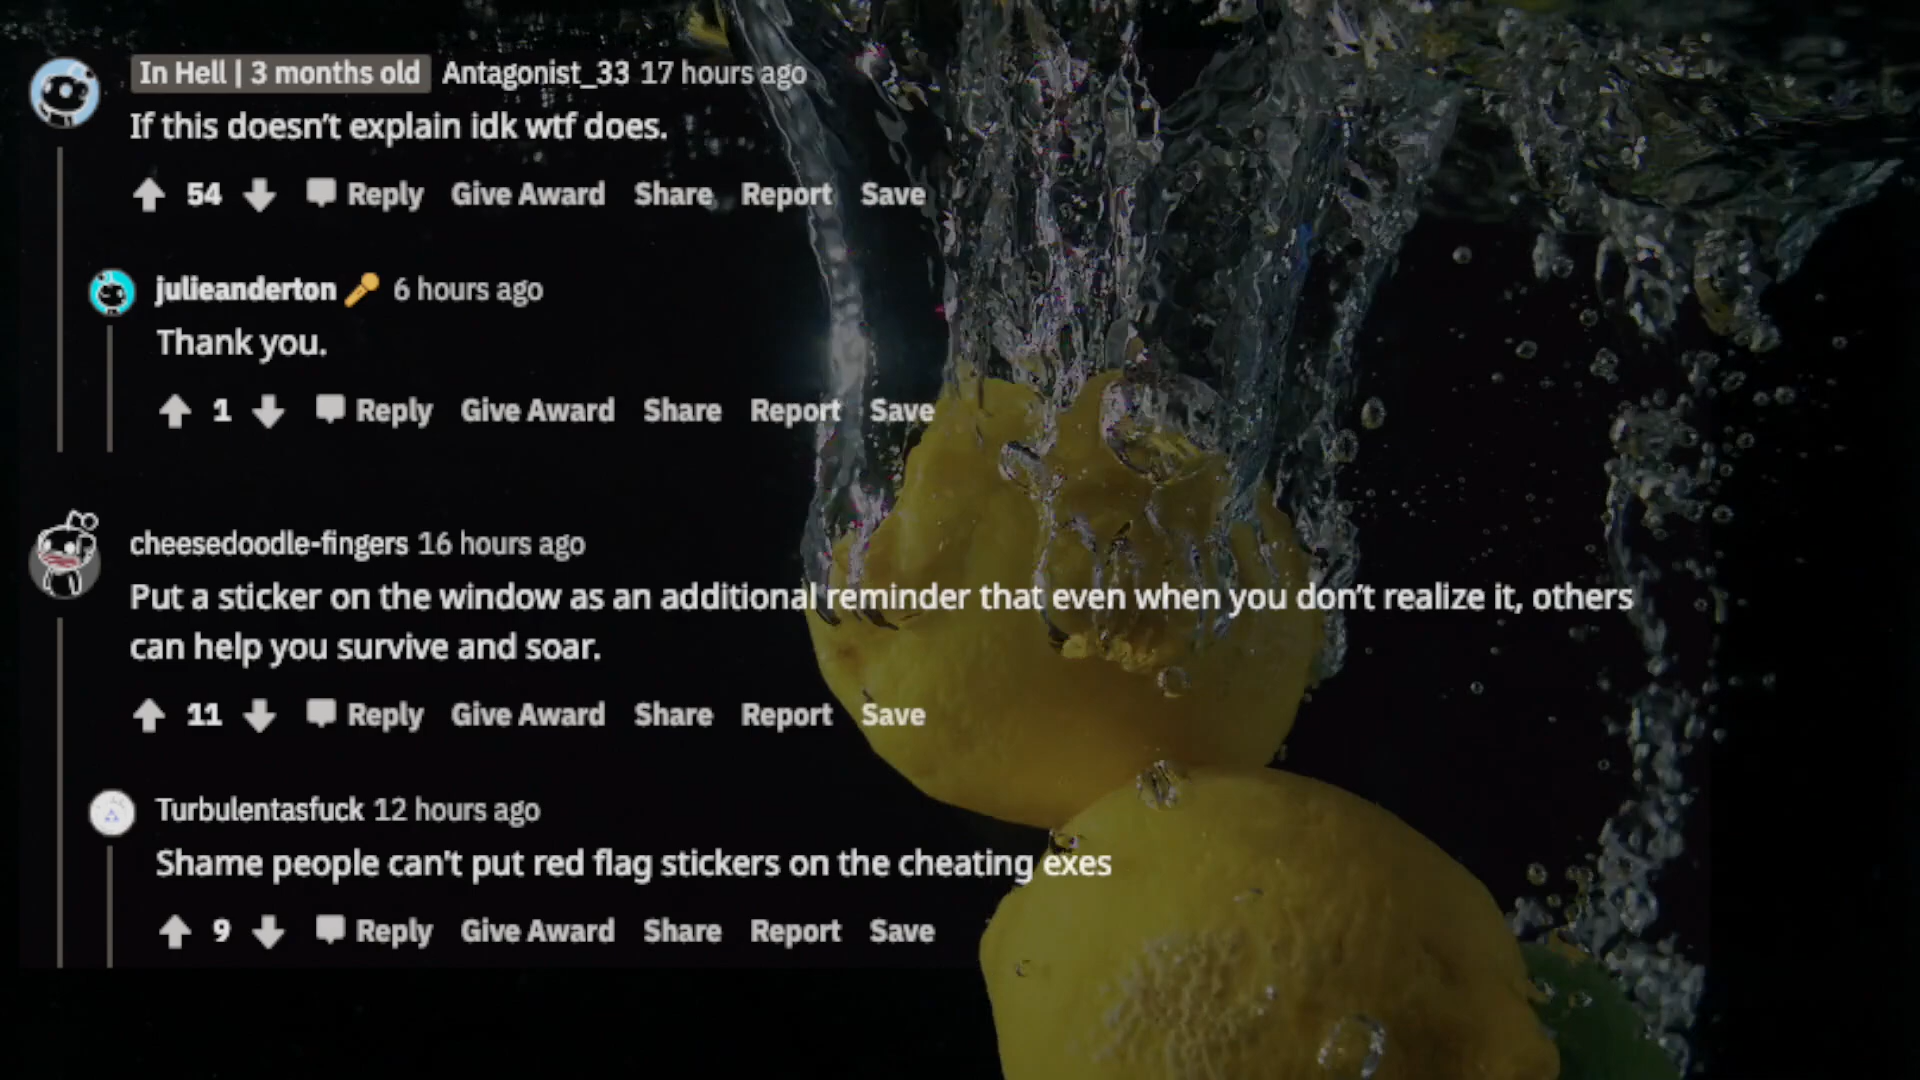 In Hell | 3 months old Antagonist_33 17 hours ago
If this doesn’t explain idk wtf does.
54 Reply Give Award Share Report Save
julieanderton 🎤 6 hours ago
Thank you.
1 Reply Give Award Share Report Save
cheesedoodle-fingers 16 hours ago
Put a sticker on the window as an additional reminder that even when you don’t realize it, others
can help you survive and soar.
11 Reply Give Award Share Report Save
Turbulentasfuck 12 hours ago
Shame people can't put red flag stickers on the cheating exes
9 Reply Give Award Share Report Save